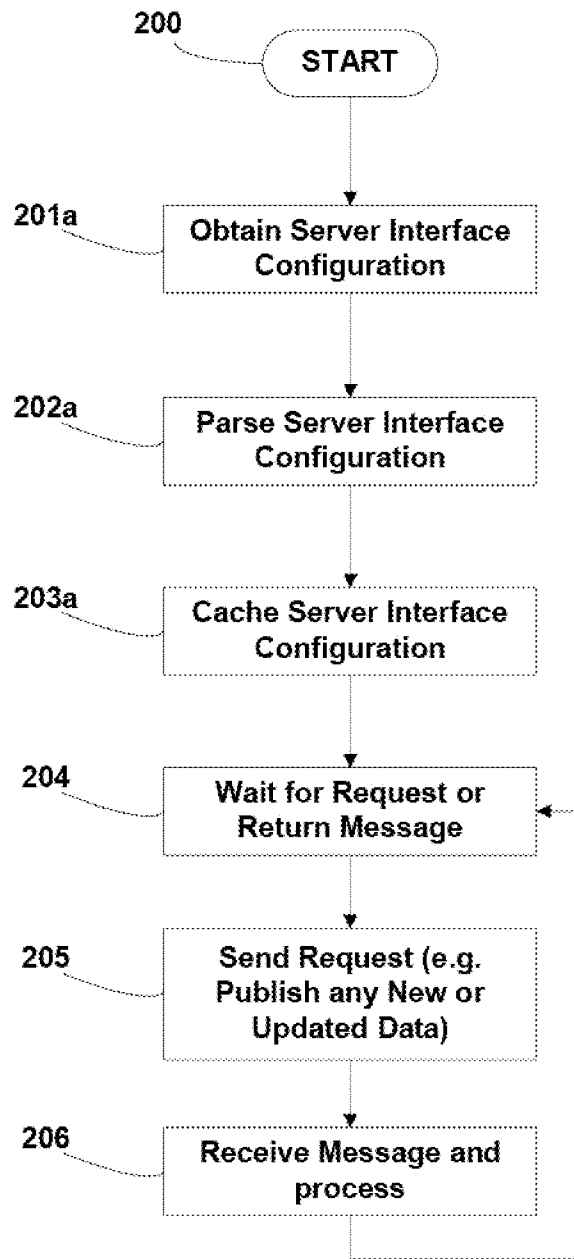 200
START
201a
Obtain Server Interface
Configuration
202a
Parse Server Interface
Configuration
203a
Cache Server Interface
Configuration
204
Wait for Request or
Return Message
205
Send Request (e.g.
Publish any New or
Updated Data)
206
Receive Message and
process